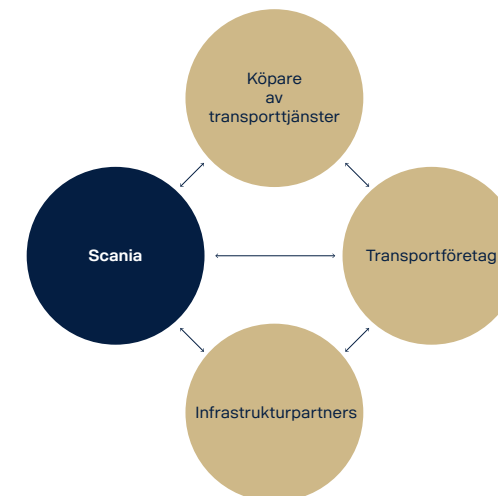 Köpare
av
transporttjänster
Scania
Transportföretag
Infrastrukturpartners